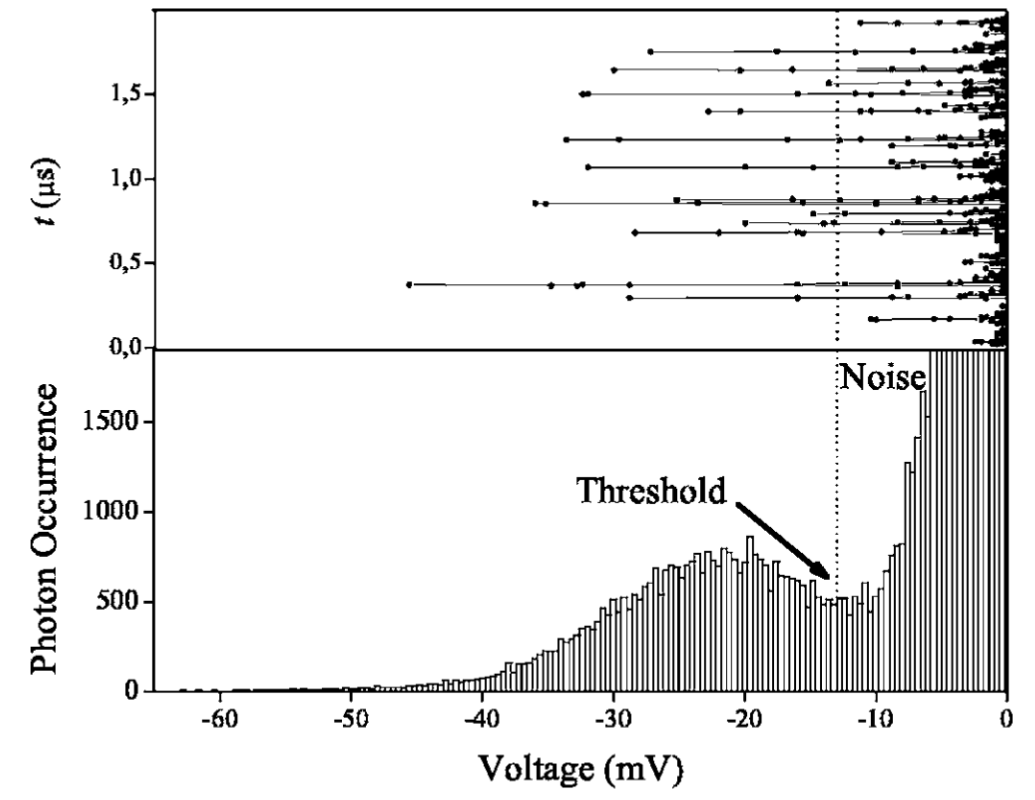 t (μs)
1,5
1,0
0,5
0,0
Photon Occurrence
1500
1000
500
0
Noise
Threshold
-60 -50 -40 -30 -20 -10 0
Voltage (mV)